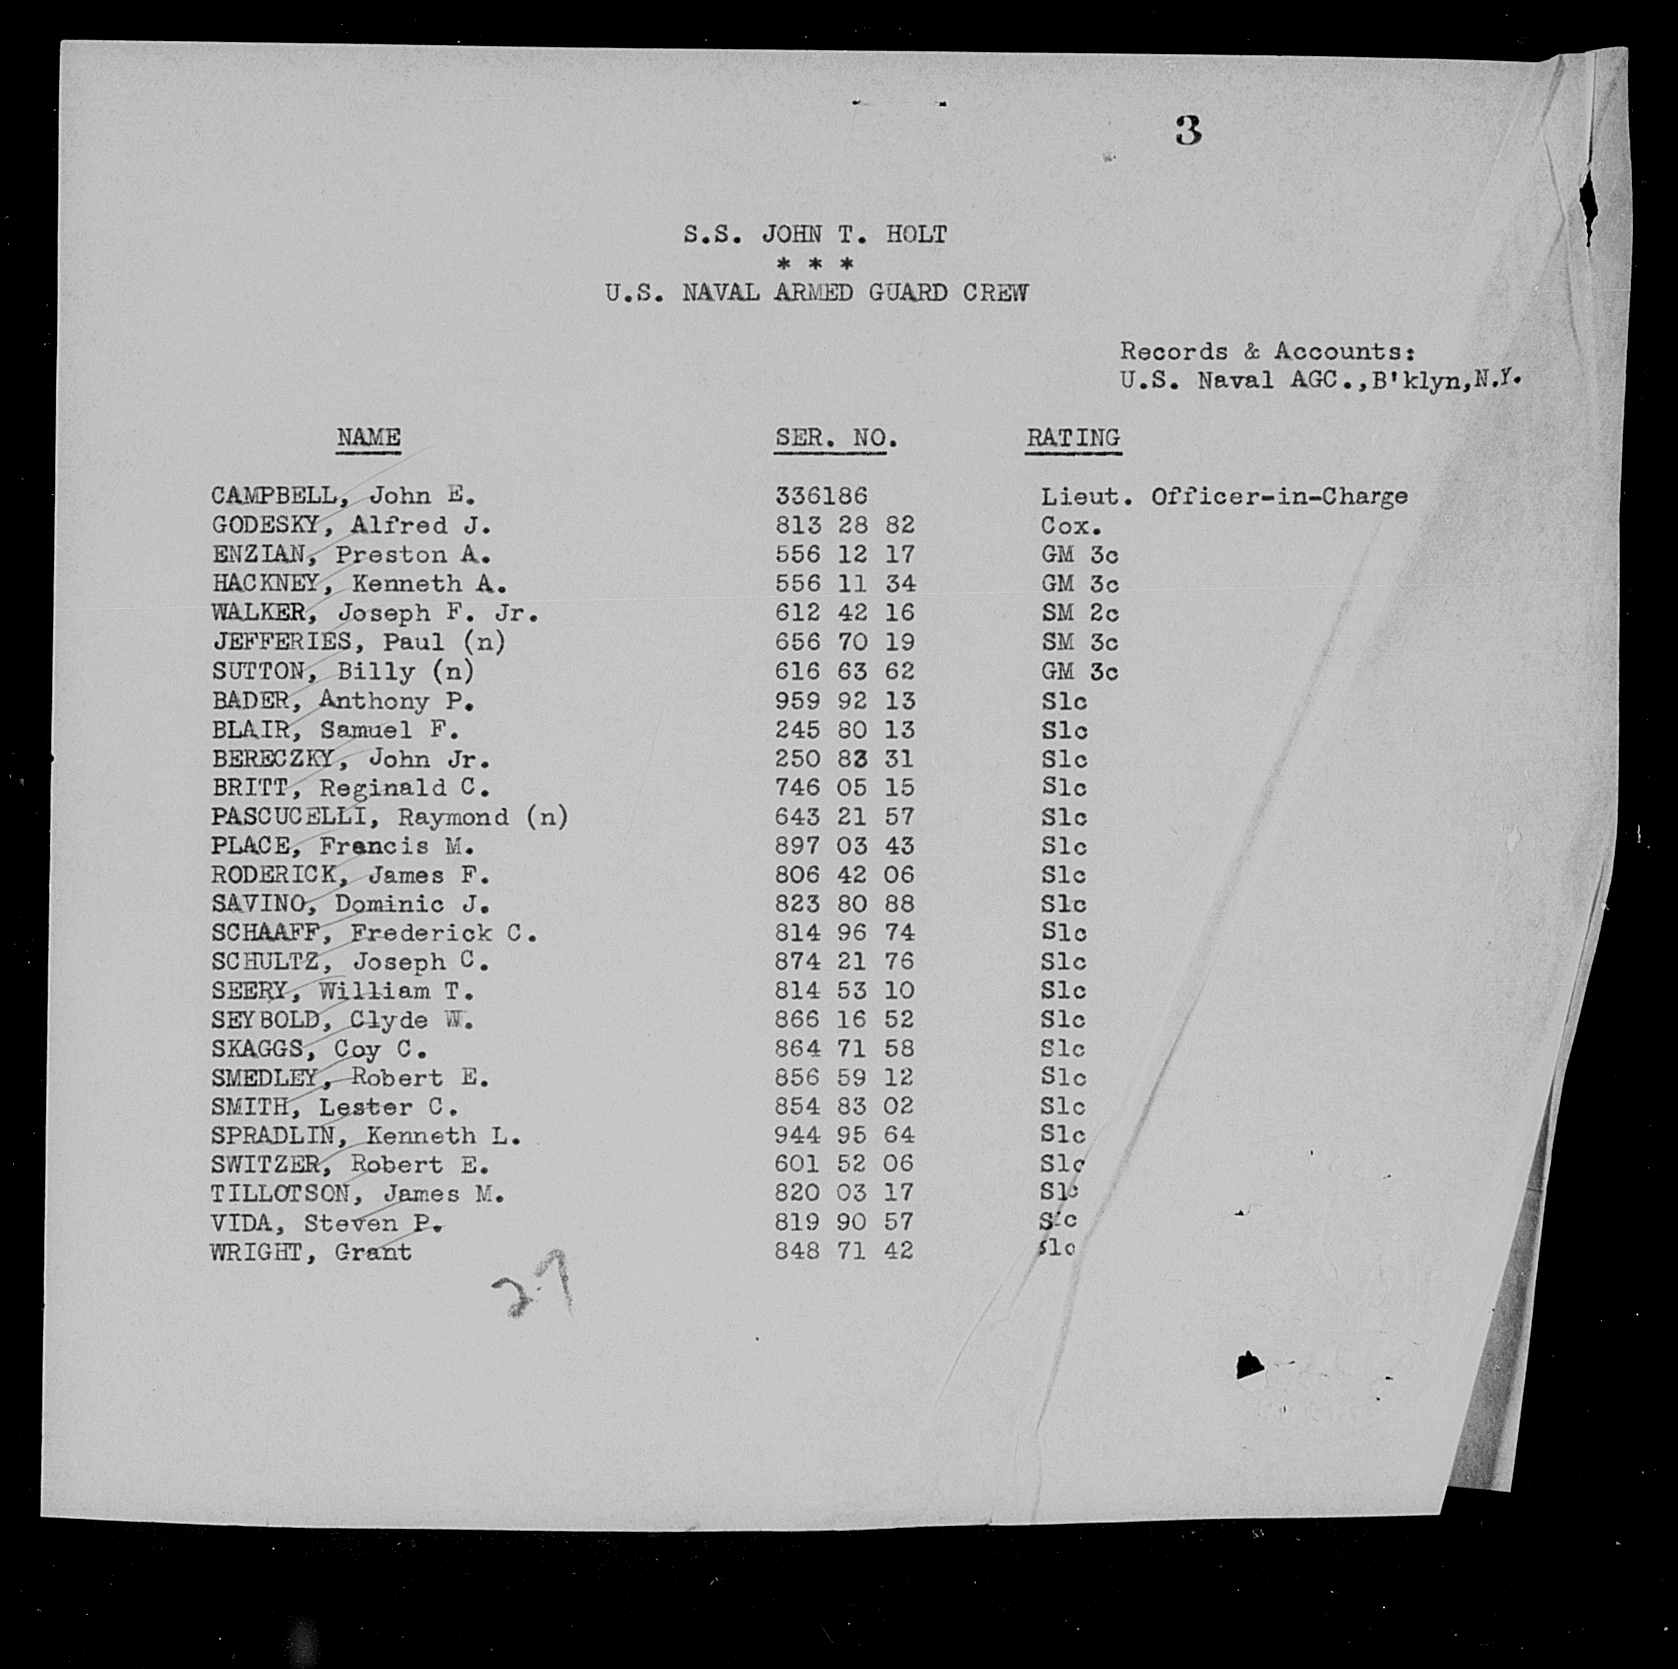 3
S.S. JOHN T. HOLT
* * *
U.S. NAVAL ARMED GUARD CREW
Records & Accounts:
U.S. Naval AGC.,B'klyn,N.Y.
NAME SER. NO. RATING
CAMPBELL, John E. 336186 Lieut. Officer-in-Charge
GODESKY, Alfred J. 813 28 82 Cox.
ENZIAN, Preston A. 556 12 17 GM 3c
HACKNEY, Kenneth A. 556 11 34 GM 3c
WALKER, Joseph F. Jr. 612 42 16 SM 2c
JEFFERIES, Paul (n) 656 70 19 SM 3c
SUTTON, Billy (n) 616 63 62 GM 3c
BADER, Anthony P. 959 92 13 S1c
BLAIR, Samuel F. 245 80 13 S1c
BERECZKY, John Jr. 250 83 31 S1c
BRITT, Reginald C. 746 05 15 S1c
PASCUCELLI, Raymond (n) 643 21 57 S1c
PLACE, Francis M. 897 03 43 S1c
RODERICK, James F. 806 42 06 S1c
SAVINO, Dominic J. 823 80 88 S1c
SCHAAFF, Frederick C. 814 96 74 S1c
SCHULTZ, Joseph C. 874 21 76 S1c
SEERY, William T. 814 53 10 S1c
SEYBOLD, Clyde W. 866 16 52 S1c
SKAGGS, Coy C. 864 71 58 S1c
SMEDLEY, Robert E. 856 59 12 S1c
SMITH, Lester C. 854 83 02 S1c
SPRADLIN, Kenneth L. 944 95 64 S1c
SWITZER, Robert E. 601 52 06 S1c
TILLOTSON, James M. 820 03 17 S1c
VIDA, Steven P. 819 90 57 S1c
WRIGHT, Grant 848 71 42 S1c
27